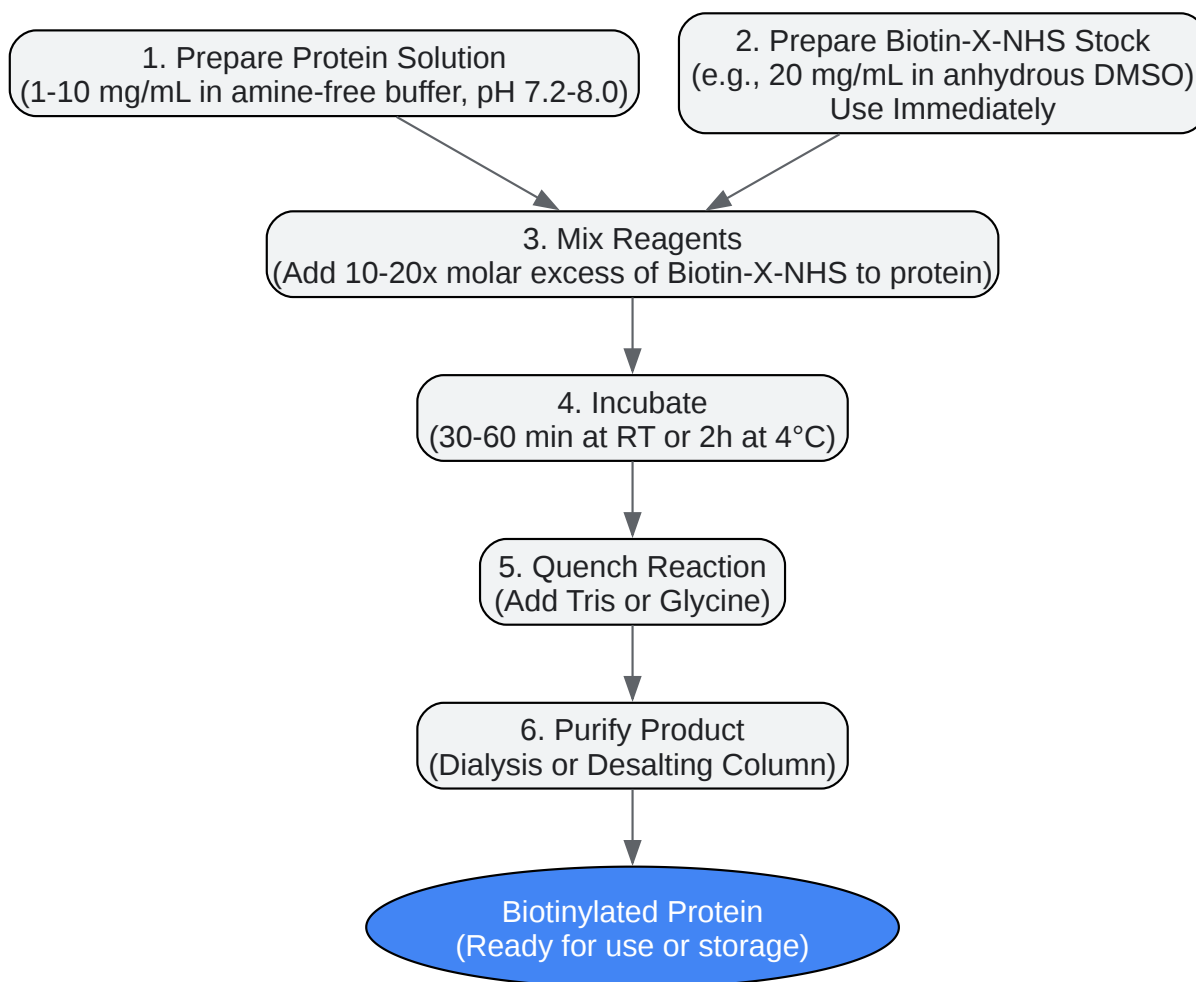 1. Prepare Protein Solution
(1-10 mg/mL in amine-free buffer, pH 7.2-8.0)
2. Prepare Biotin-X-NHS Stock
(e.g., 20 mg/mL in anhydrous DMSO)
Use Immediately
3. Mix Reagents
(Add 10-20x molar excess of Biotin-X-NHS to protein)
4. Incubate
(30-60 min at RT or 2h at 4°C)
5. Quench Reaction
(Add Tris or Glycine)
6. Purify Product
(Dialysis or Desalting Column)
Biotinylated Protein
(Ready for use or storage)